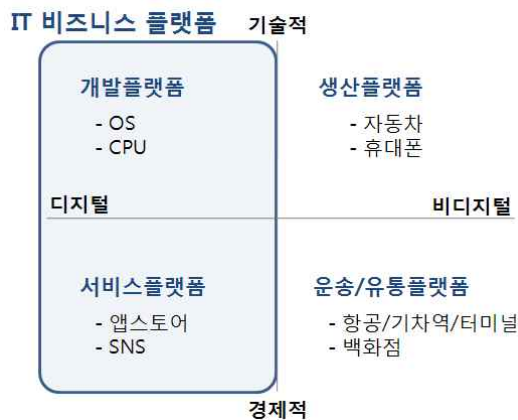 IT 비즈니스 플랫폼
기술적
개발플랫폼
- OS
- CPU
생산플랫폼
- 자동차
- 휴대폰
디지털
비디지털
서비스플랫폼
- 앱스토어
- SNS
운송/유통플랫폼
- 항공/기차역/터미널
- 백화점
경제적